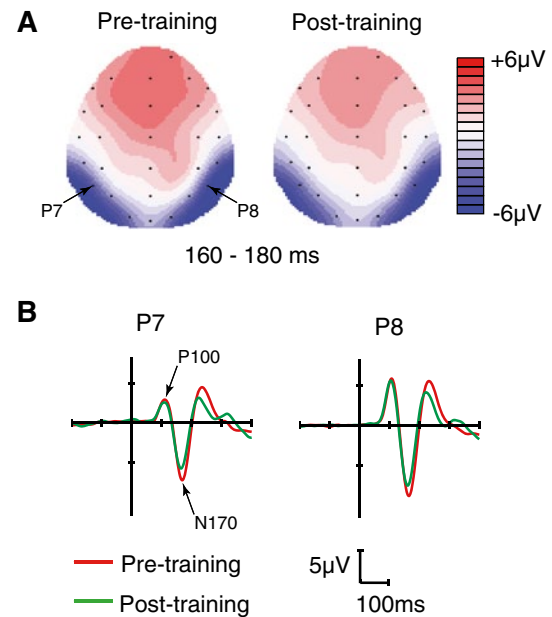 A
Pre-training
Post-training
+6µV
P7
P8
-6µV
160 - 180 ms
B
P7
P8
P100
N170
Pre-training
Post-training
5µV
100ms